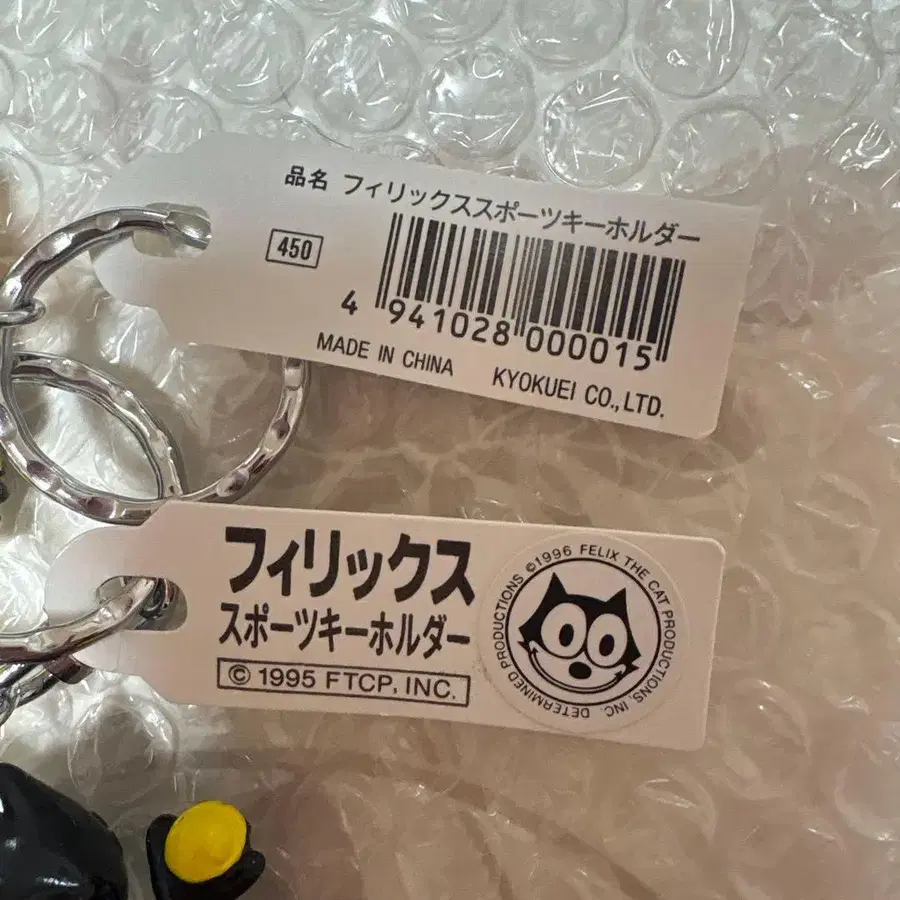 品名 フィリックススポーツキーホルダー
450
4 941028 000015
MADE IN CHINA KYOKUEI CO.,LTD.
フィリックス
スポーツキーホルダー
© 1995 FTCP, INC.
©1996 FELIX THE CAT PRODUCTIONS, INC.
DETERMINED PRODUCTIONS